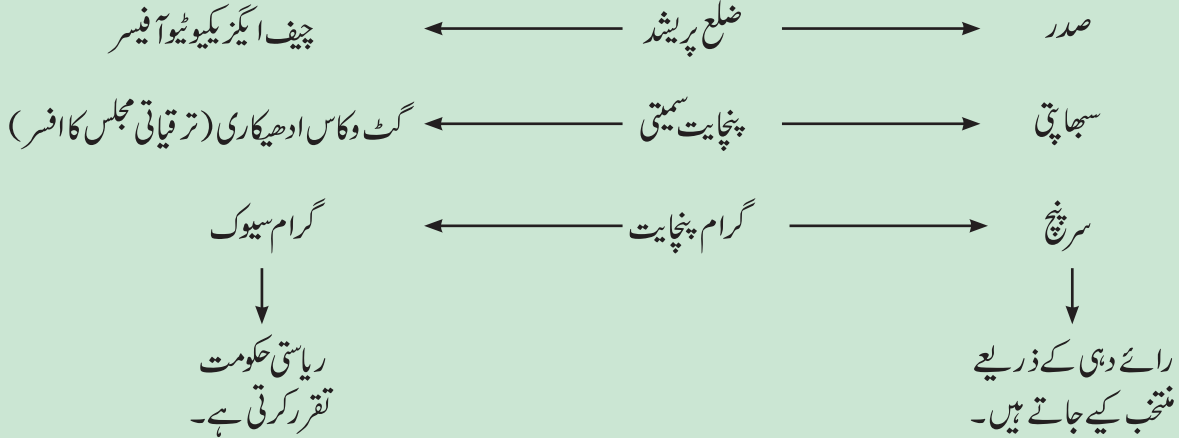 صدر ضلع پریشد چیف ایگزیکیوٹیو آفیسر
سبھاپتی پنچایت سمیتی گٹ وکاس ادھیکاری (ترقیاتی مجلس کا افسر)
سرپنچ گرام پنچایت گرام سیوک
رائے دہی کے ذریعے
منتخب کیے جاتے ہیں۔
ریاستی حکومت
تقرر کرتی ہے۔